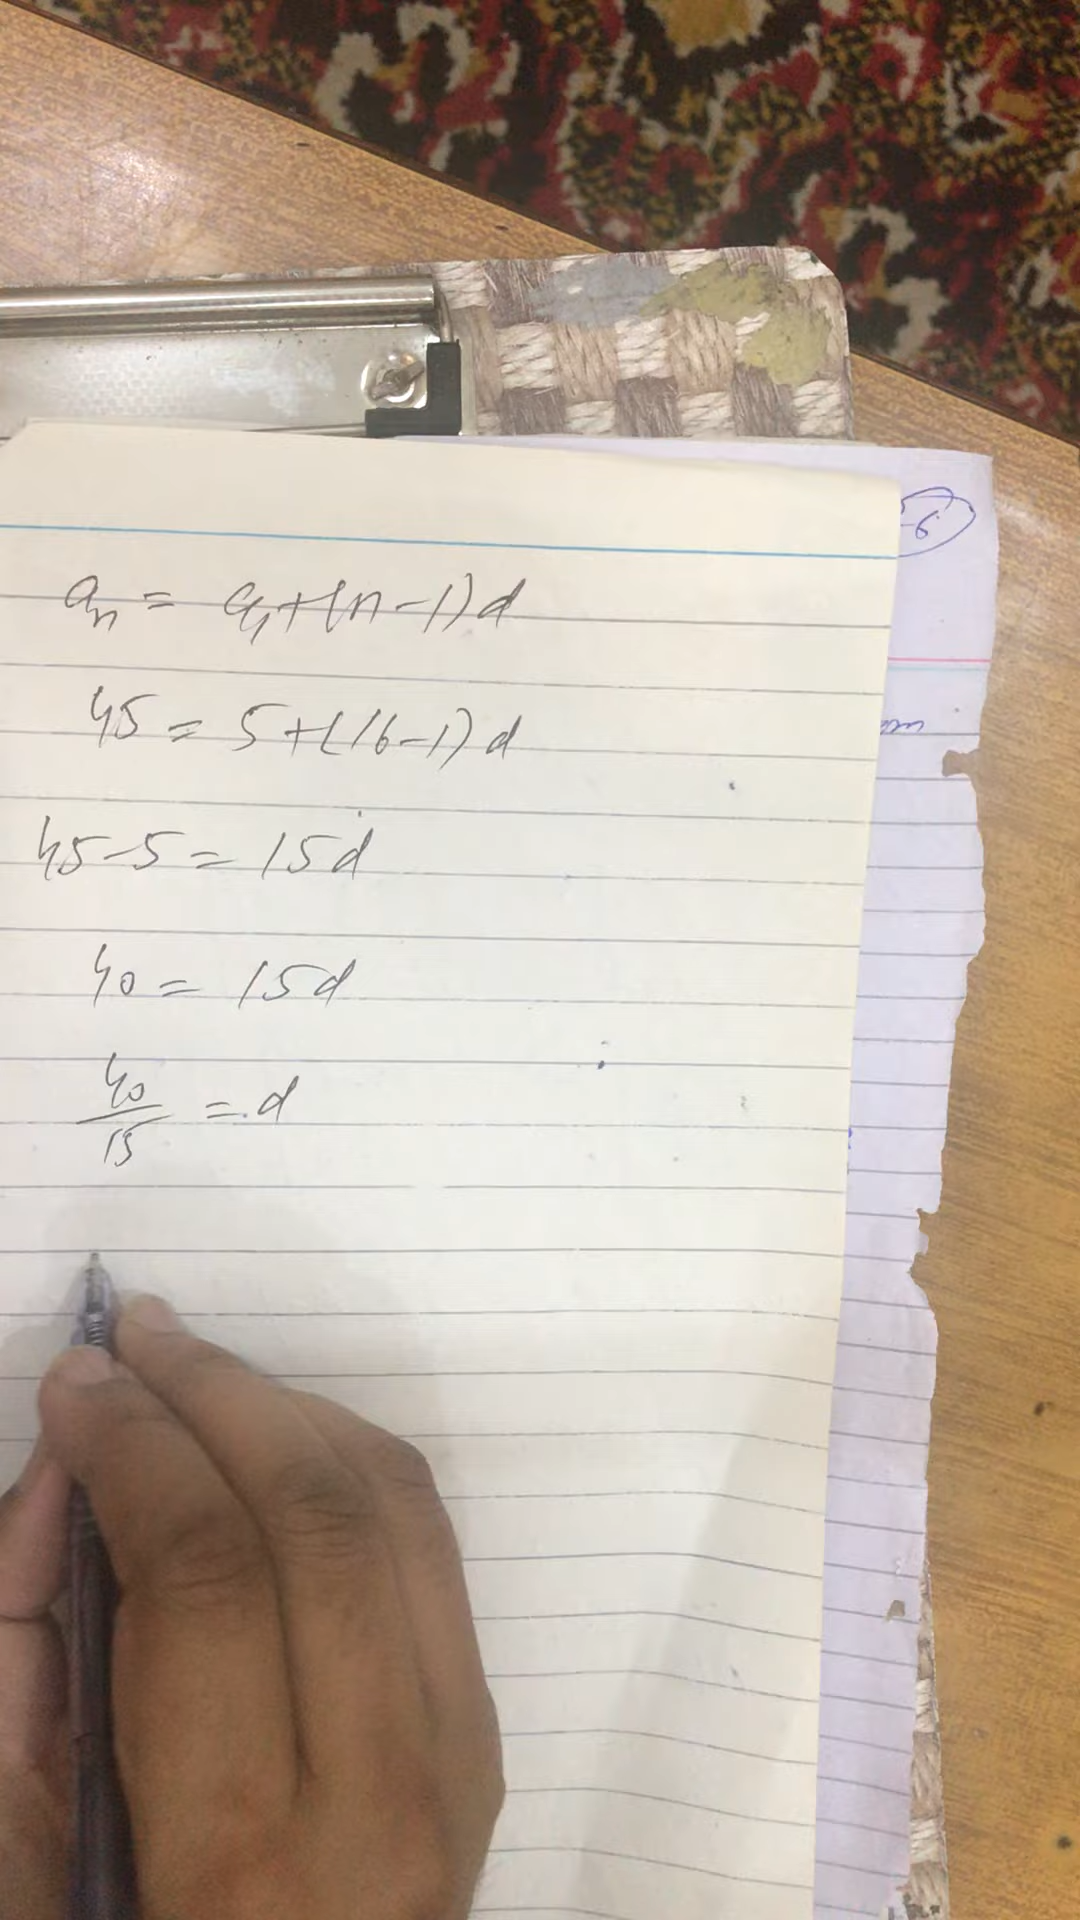 aₙ = a₁+(n-1)d
45 = 5+(16-1)d
45-5 = 15d
40 = 15d
40/15 = d